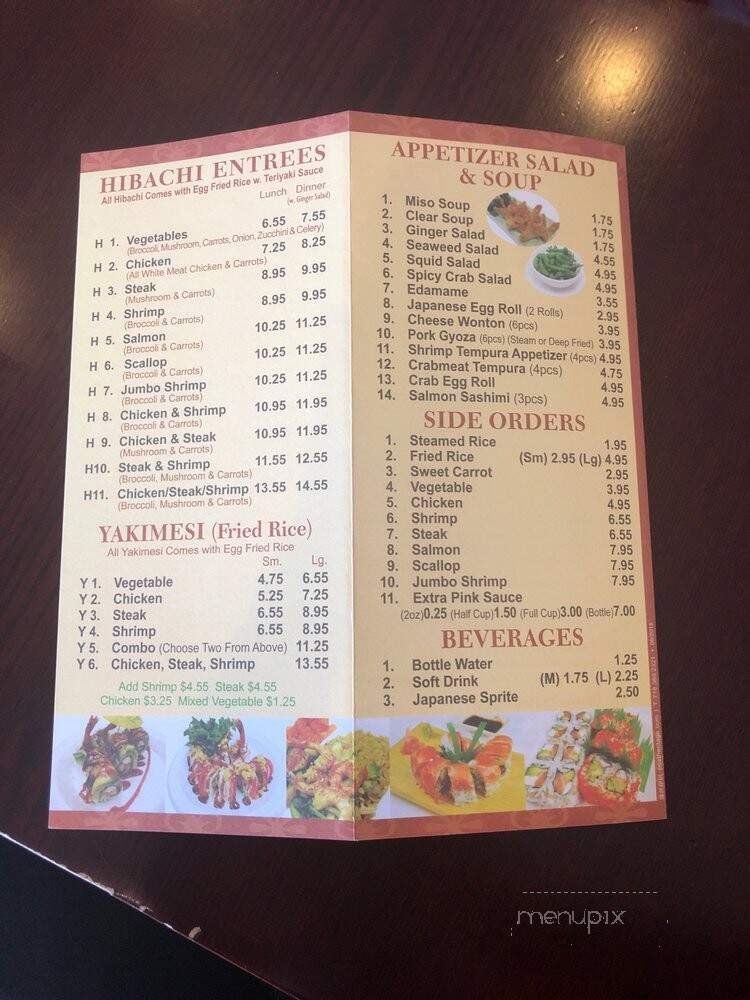 HIBACHI ENTREES
All Hibachi Comes with Egg Fried Rice w. Teriyaki Sauce
Lunch Dinner
(w. Ginger Salad)
H 1. Vegetables 6.55 7.55
(Broccoli, Mushroom, Carrots, Onion, Zucchini & Celery)
H 2. Chicken 7.25 8.25
(All White Meat Chicken & Carrots)
H 3. Steak 8.95 9.95
(Mushroom & Carrots)
H 4. Shrimp 8.95 9.95
(Broccoli & Carrots)
H 5. Salmon 10.25 11.25
(Broccoli & Carrots)
H 6. Scallop 10.25 11.25
(Broccoli & Carrots)
H 7. Jumbo Shrimp 10.25 11.25
(Broccoli & Carrots)
H 8. Chicken & Shrimp 10.95 11.95
(Broccoli & Carrots)
H 9. Chicken & Steak 10.95 11.95
(Mushroom & Carrots)
H10. Steak & Shrimp 11.55 12.55
(Broccoli, Mushroom & Carrots)
H11. Chicken/Steak/Shrimp 13.55 14.55
(Broccoli, Mushroom & Carrots)
YAKIMESI (Fried Rice)
All Yakimesi Comes with Egg Fried Rice
Sm. Lg.
Y 1. Vegetable 4.75 6.55
Y 2. Chicken 5.25 7.25
Y 3. Steak 6.55 8.95
Y 4. Shrimp 6.55 8.95
Y 5. Combo (Choose Two From Above) 11.25
Y 6. Chicken, Steak, Shrimp 13.55
Add Shrimp $4.55 Steak $4.55
Chicken $3.25 Mixed Vegetable $1.25
APPETIZER SALAD
& SOUP
1. Miso Soup 1.75
2. Clear Soup 1.75
3. Ginger Salad 1.75
4. Seaweed Salad 4.55
5. Squid Salad 4.95
6. Spicy Crab Salad 4.95
7. Edamame 3.55
8. Japanese Egg Roll (2 Rolls) 2.95
9. Cheese Wonton (6pcs) 3.95
10. Pork Gyoza (6pcs) (Steam or Deep Fried) 3.95
11. Shrimp Tempura Appetizer (4pcs) 4.95
12. Crabmeat Tempura (4pcs) 4.75
13. Crab Egg Roll 4.95
14. Salmon Sashimi (3pcs) 4.95
SIDE ORDERS
1. Steamed Rice 1.95
2. Fried Rice (Sm) 2.95 (Lg) 4.95
3. Sweet Carrot 2.95
4. Vegetable 3.95
5. Chicken 4.95
6. Shrimp 6.55
7. Steak 6.55
8. Salmon 7.95
9. Scallop 7.95
10. Jumbo Shrimp 7.95
11. Extra Pink Sauce
(2oz)0.25 (Half Cup)1.50 (Full Cup)3.00 (Bottle)7.00
BEVERAGES
1. Bottle Water 1.25
2. Soft Drink (M) 1.75 (L) 2.25
3. Japanese Sprite 2.50
menupix